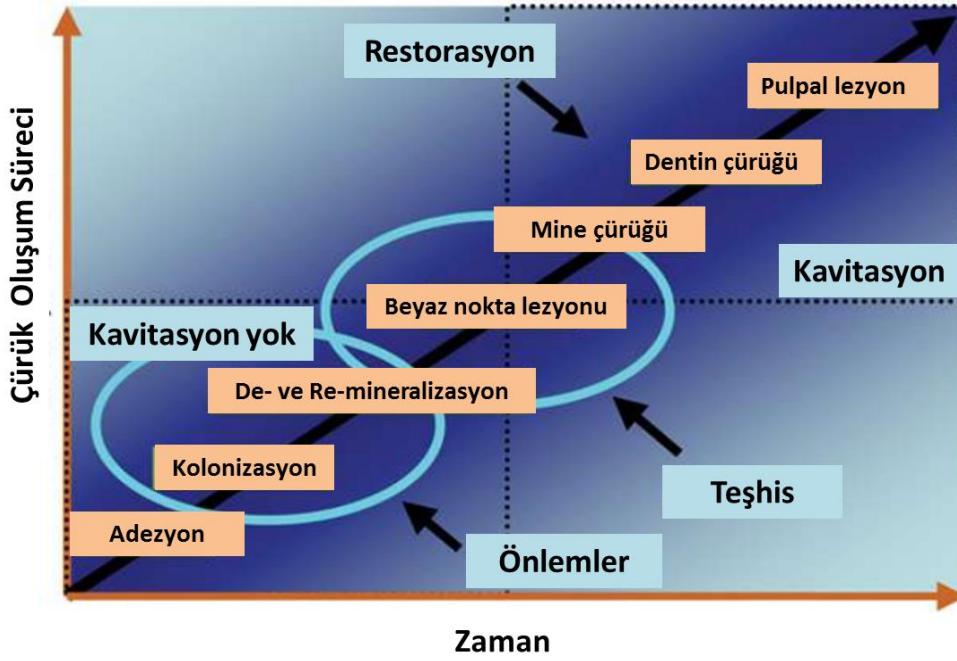 Restorasyon
Pulpal lezyon
Dentin çürüğü
Mine çürüğü
Kavitasyon
Beyaz nokta lezyonu
Kavitasyon yok
De- ve Re-mineralizasyon
Kolonizasyon
Teşhis
Adezyon
Önlemler
Çürük Oluşum Süreci
Zaman